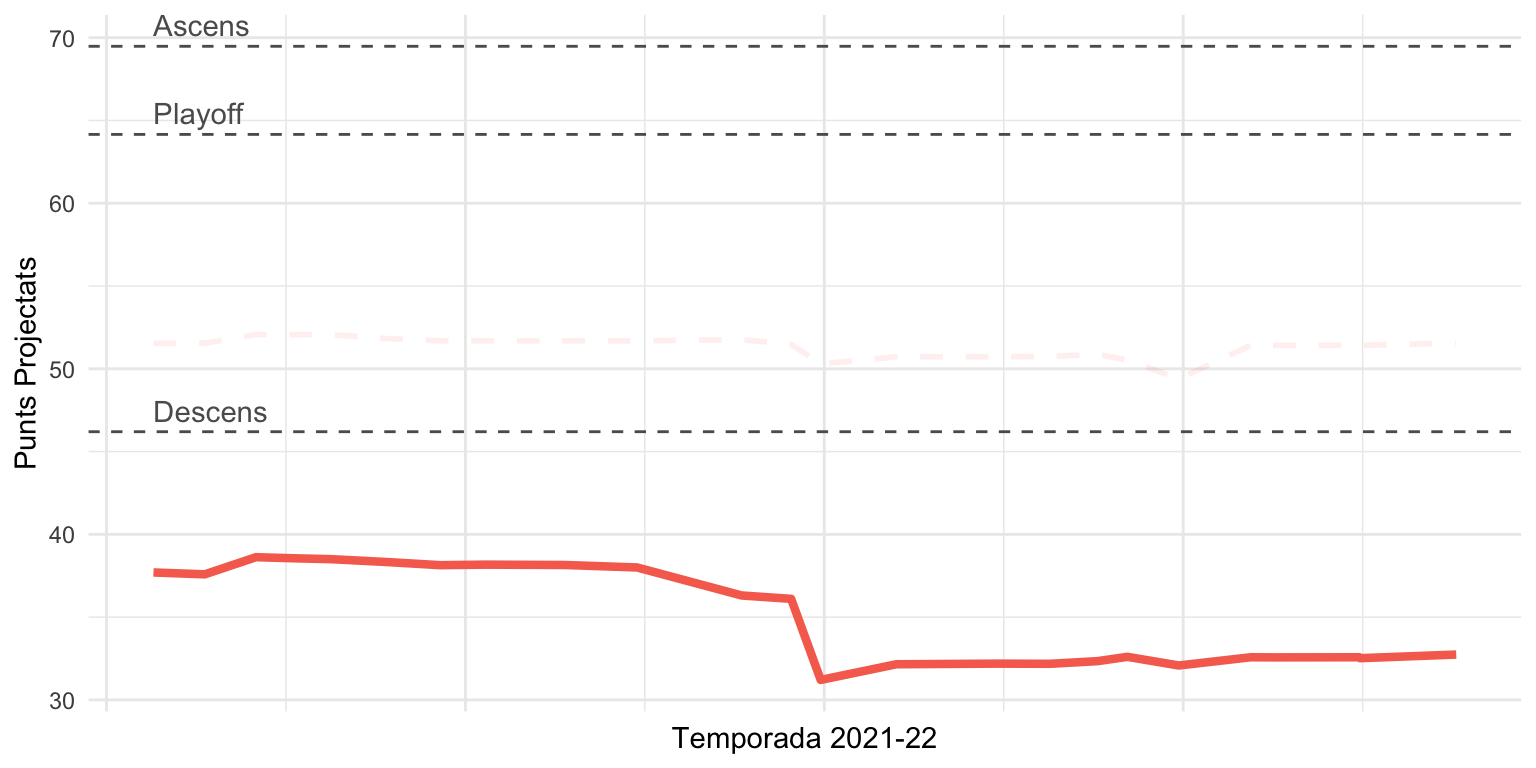 Ascens
70
Playoff
60
50
Descens
40
30
Punts Projectats
Temporada 2021-22